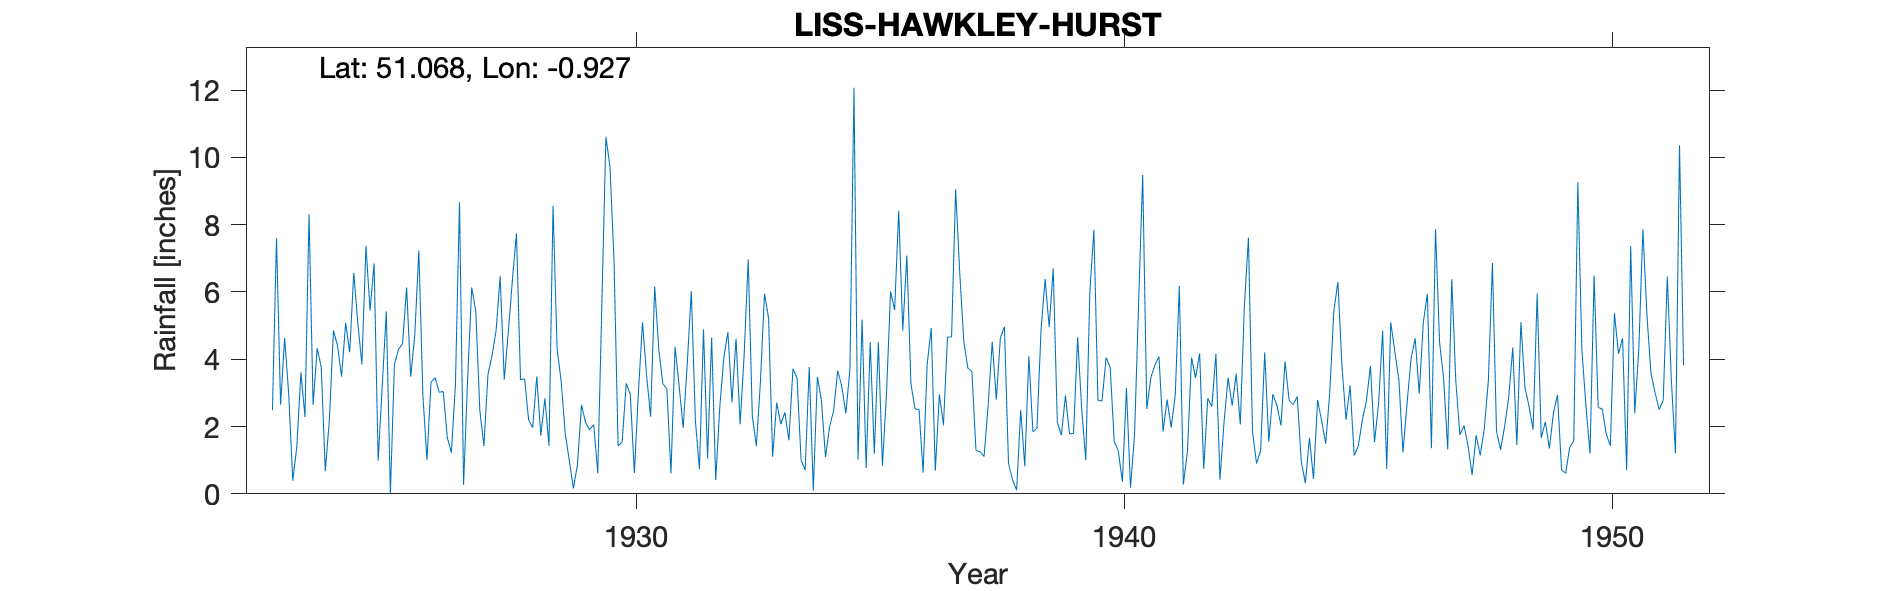 LISS-HAWKLEY-HURST
Lat: 51.068, Lon: -0.927
12
10
8
6
4
2
0
Rainfall [inches]
1930 1940 1950
Year